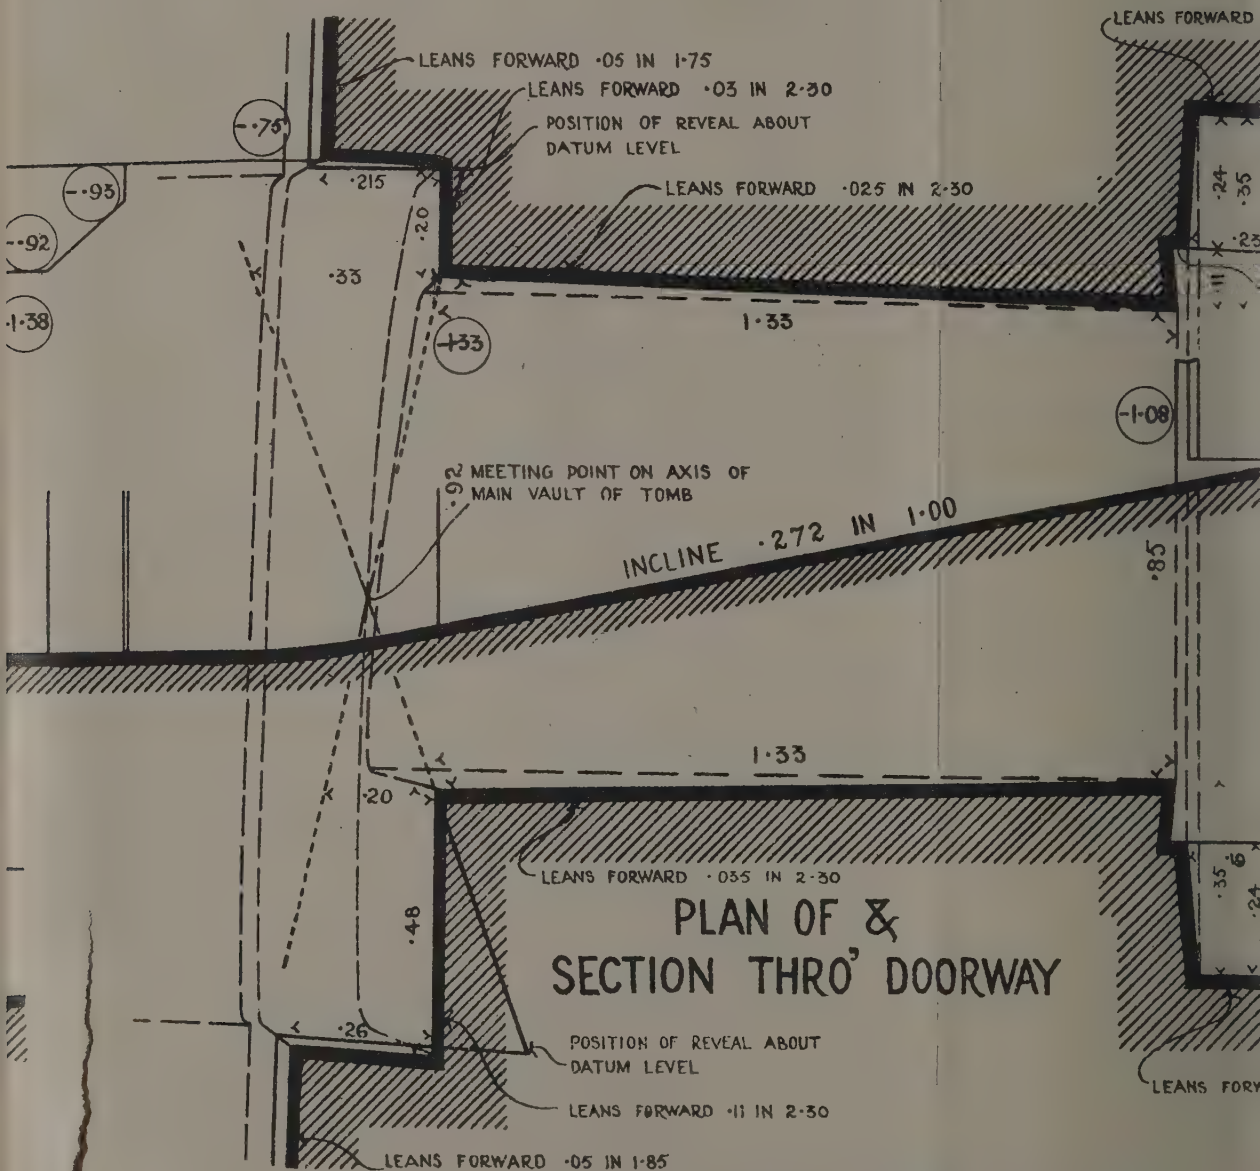 LEANS FORWARD
LEANS FORWARD ·05 IN 1·75
LEANS FORWARD ·03 IN 2·30
POSITION OF REVEAL ABOUT
DATUM LEVEL
LEANS FORWARD ·025 IN 2·30
-·75
-·93
-·92
-1·38
·215
·20
·33
·24
·35
·23
·11
1·33
-1·33
-1·08
·92
MEETING POINT ON AXIS OF
MAIN VAULT OF TOMB
INCLINE ·272 IN 1·00
·85
1·33
·20
LEANS FORWARD ·035 IN 2·30
·48
·35
·24
PLAN OF &
SECTION THRO' DOORWAY
·26
POSITION OF REVEAL ABOUT
DATUM LEVEL
LEANS FORWARD ·11 IN 2·30
LEANS
LEANS FORWARD ·05 IN 1·85